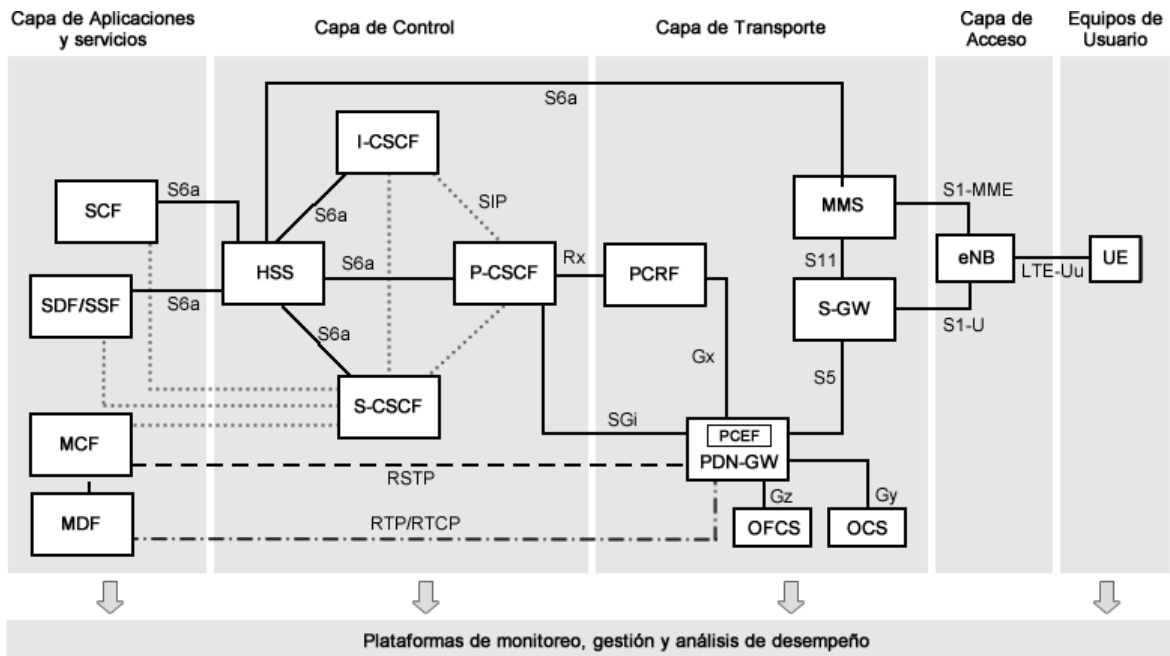 Capa de Aplicaciones
y servicios
Capa de Control
Capa de Transporte
Capa de
Acceso
Equipos de
Usuario
S6a
I-CSCF
S6a
SCF
SIP
S6a
MMS
S1-MME
HSS
S6a
P-CSCF
Rx
PCRF
S11
eNB
LTE-Uu
UE
SDF/SSF
S6a
S6a
S-GW
S1-U
Gx
S5
S-CSCF
SGi
MCF
PCEF
PDN-GW
RSTP
Gz
Gy
MDF
RTP/RTCP
OFCS
OCS
Plataformas de monitoreo, gestión y análisis de desempeño